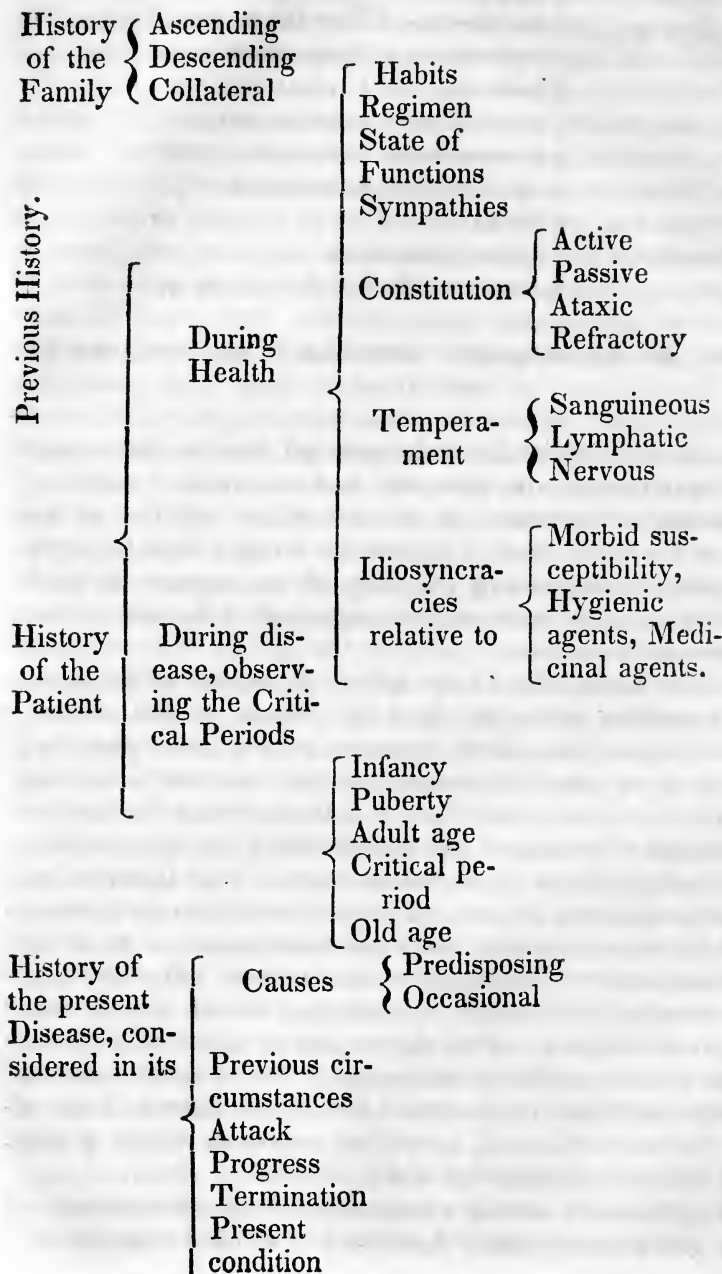 History
of the
Family
Ascending
Descending
Collateral
Previous History.
History
of the
Patient
During
Health
Habits
Regimen
State of
Functions
Sympathies
Constitution
Active
Passive
Ataxic
Refractory
Tempera-
ment
Sanguineous
Lymphatic
Nervous
Idiosyncra-
cies
relative to
Morbid sus-
ceptibility,
Hygienic
agents, Medi-
cinal agents.
During dis-
ease, observ-
ing the Criti-
cal Periods
Infancy
Puberty
Adult age
Critical pe-
riod
Old age
History of
the present
Disease, con-
sidered in its
Causes
Predisposing
Occasional
Previous cir-
cumstances
Attack
Progress
Termination
Present
condition